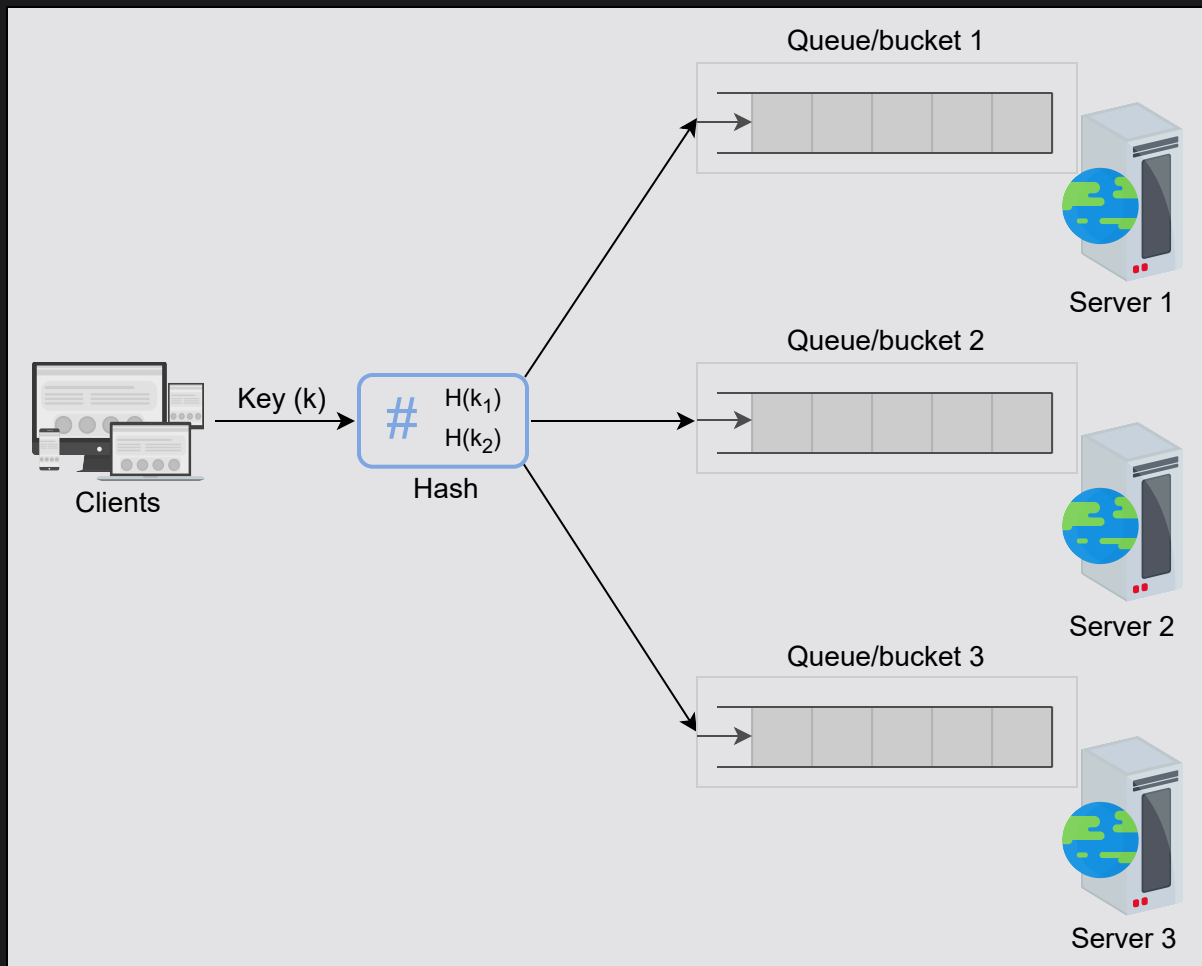 Queue/bucket 1
Server 1
Queue/bucket 2
Key (k)
#
H(k₁)
H(k₂)
Hash
Clients
Server 2
Queue/bucket 3
Server 3